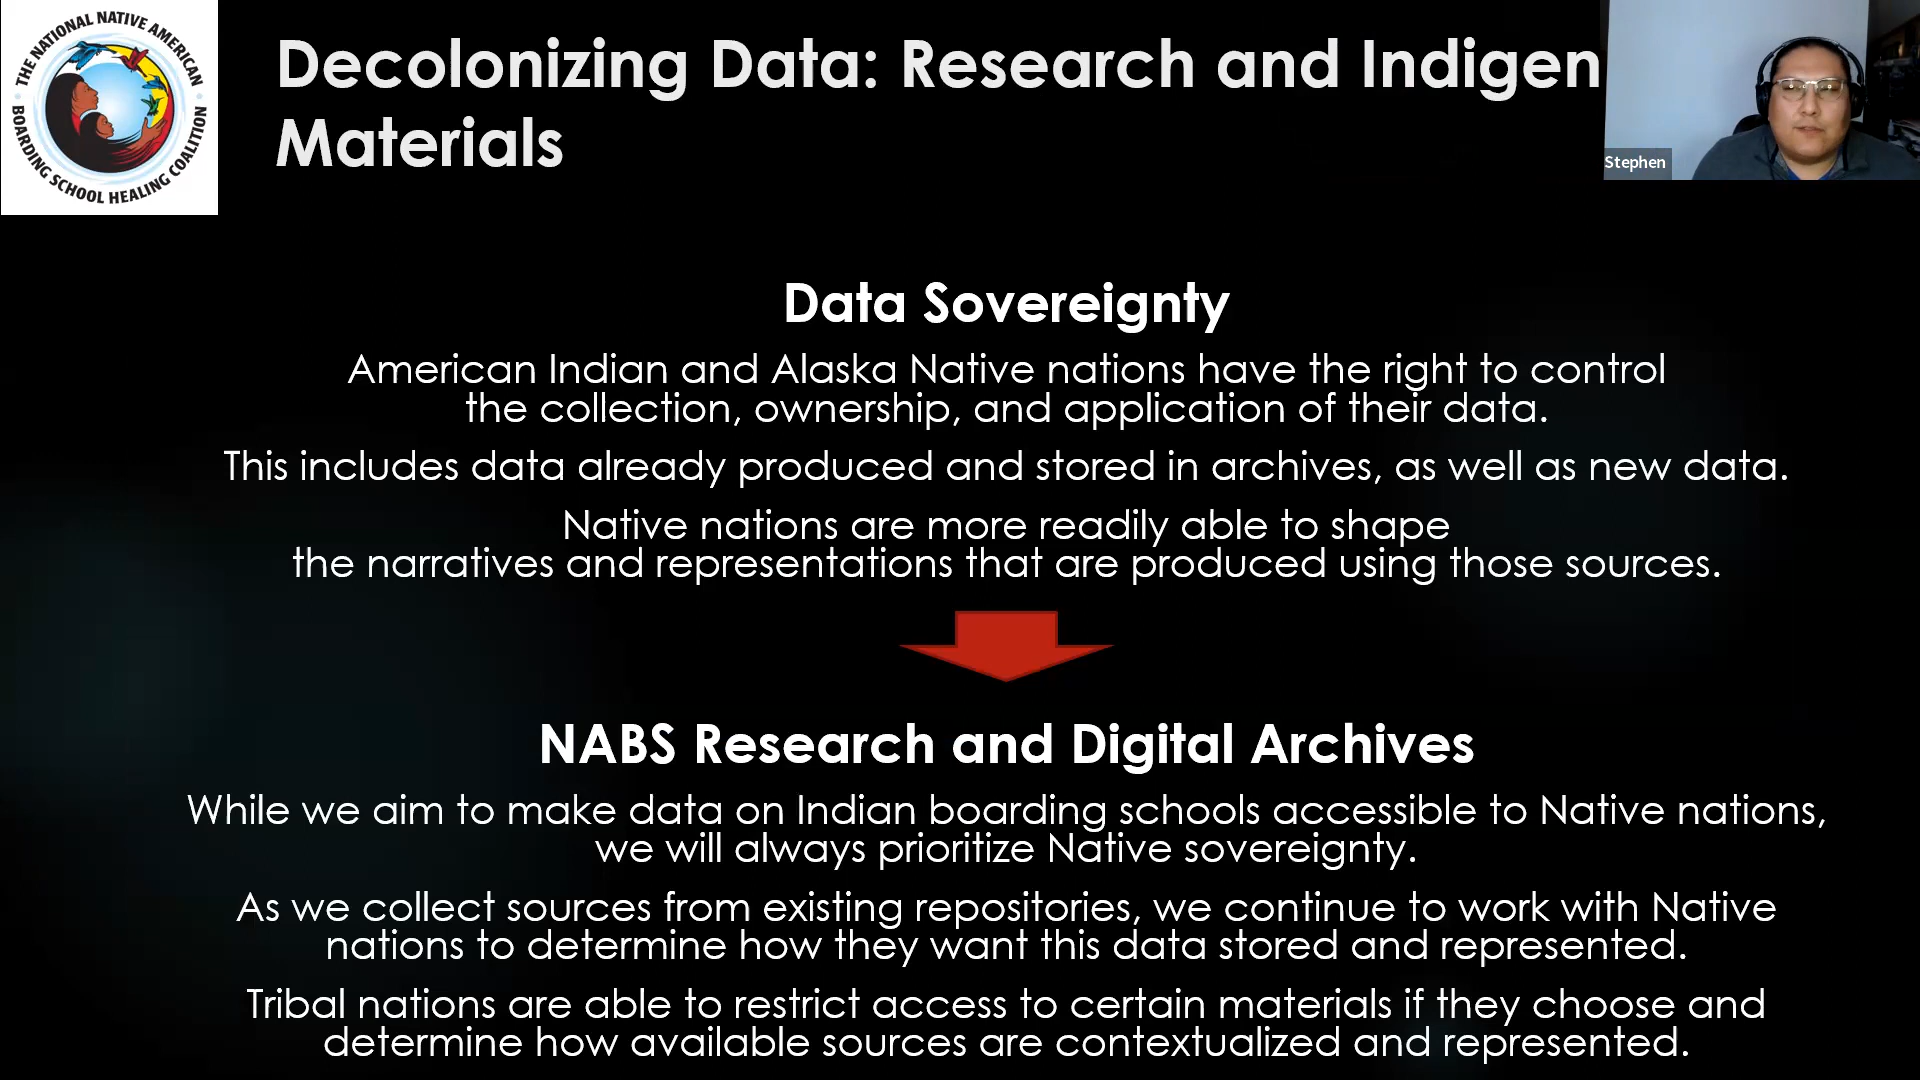 THE NATIONAL NATIVE AMERICAN
BOARDING SCHOOL HEALING COALITION
Decolonizing Data: Research and Indigen
Materials
Stephen
Data Sovereignty
American Indian and Alaska Native nations have the right to control
the collection, ownership, and application of their data.
This includes data already produced and stored in archives, as well as new data.
Native nations are more readily able to shape
the narratives and representations that are produced using those sources.
NABS Research and Digital Archives
While we aim to make data on Indian boarding schools accessible to Native nations,
we will always prioritize Native sovereignty.
As we collect sources from existing repositories, we continue to work with Native
nations to determine how they want this data stored and represented.
Tribal nations are able to restrict access to certain materials if they choose and
determine how available sources are contextualized and represented.